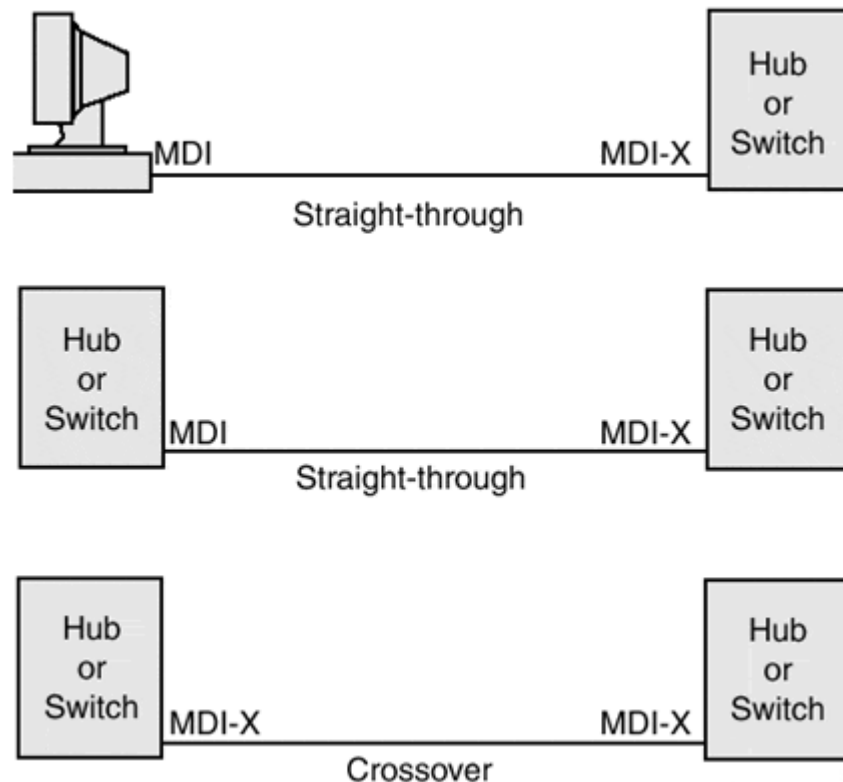 Hub
or
Switch
MDI
MDI-X
Straight-through
Hub
or
Switch
Hub
or
Switch
MDI
MDI-X
Straight-through
Hub
or
Switch
Hub
or
Switch
MDI-X
MDI-X
Crossover